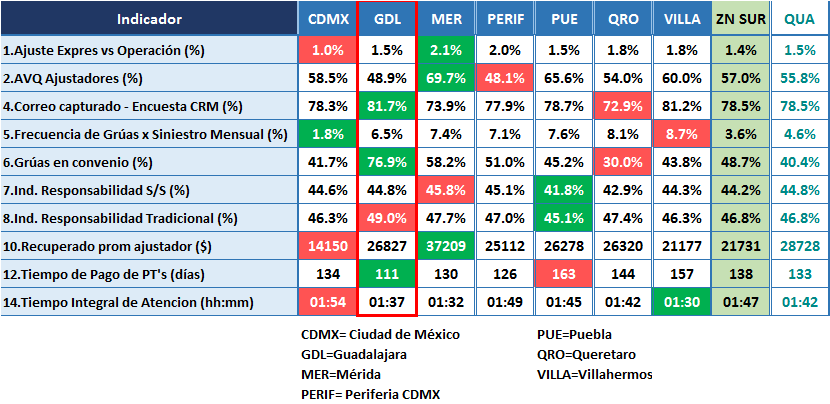 Indicador CDMX GDL MER PERIF PUE QRO VILLA ZN SUR QUA
1.Ajuste Expres vs Operación (%) 1.0% 1.5% 2.1% 2.0% 1.5% 1.8% 1.8% 1.4% 1.5%
2.AVQ Ajustadores (%) 58.5% 48.9% 69.7% 48.1% 65.6% 54.0% 60.0% 57.0% 55.8%
4.Correo capturado - Encuesta CRM (%) 78.3% 81.7% 73.9% 77.9% 78.7% 72.9% 81.2% 78.5% 78.5%
5.Frecuencia de Grúas x Siniestro Mensual (%) 1.8% 6.5% 7.4% 7.1% 7.6% 8.1% 8.7% 3.6% 4.6%
6.Grúas en convenio (%) 41.7% 76.9% 58.2% 51.0% 45.2% 30.0% 43.8% 48.7% 40.4%
7.Ind. Responsabilidad S/S (%) 44.6% 44.8% 45.8% 45.1% 41.8% 42.9% 44.3% 44.2% 44.8%
8.Ind. Responsabilidad Tradicional (%) 46.3% 49.0% 47.7% 47.0% 45.1% 47.4% 46.3% 46.8% 46.8%
10.Recuperado prom ajustador ($) 14150 26827 37209 25112 26278 26320 21177 21731 28728
12.Tiempo de Pago de PT's (días) 134 111 130 126 163 144 157 138 133
14.Tiempo Integral de Atencion (hh:mm) 01:54 01:37 01:32 01:49 01:45 01:42 01:30 01:47 01:42
CDMX= Ciudad de México PUE=Puebla
GDL=Guadalajara QRO=Queretaro
MER=Mérida VILLA=Villahermos
PERIF= Periferia CDMX